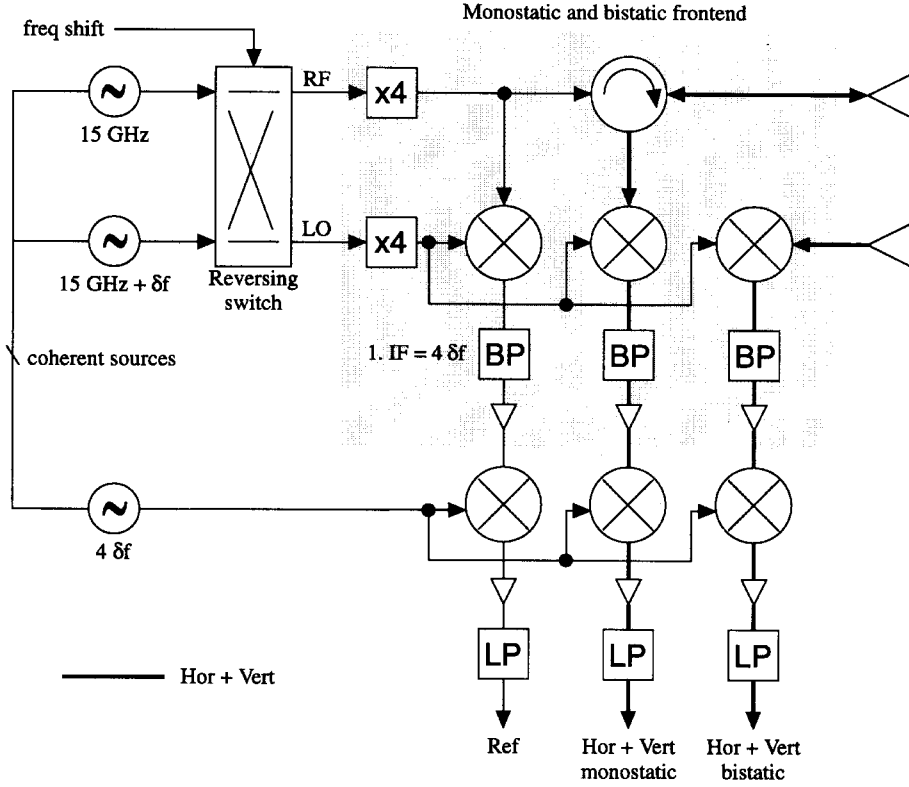 Monostatic and bistatic frontend
freq shift
RF
x4
15 GHz
LO
x4
15 GHz + δf
Reversing
switch
1. IF = 4 δf
BP
BP
BP
coherent sources
4 δf
LP
LP
LP
Hor + Vert
Ref
Hor + Vert
monostatic
Hor + Vert
bistatic